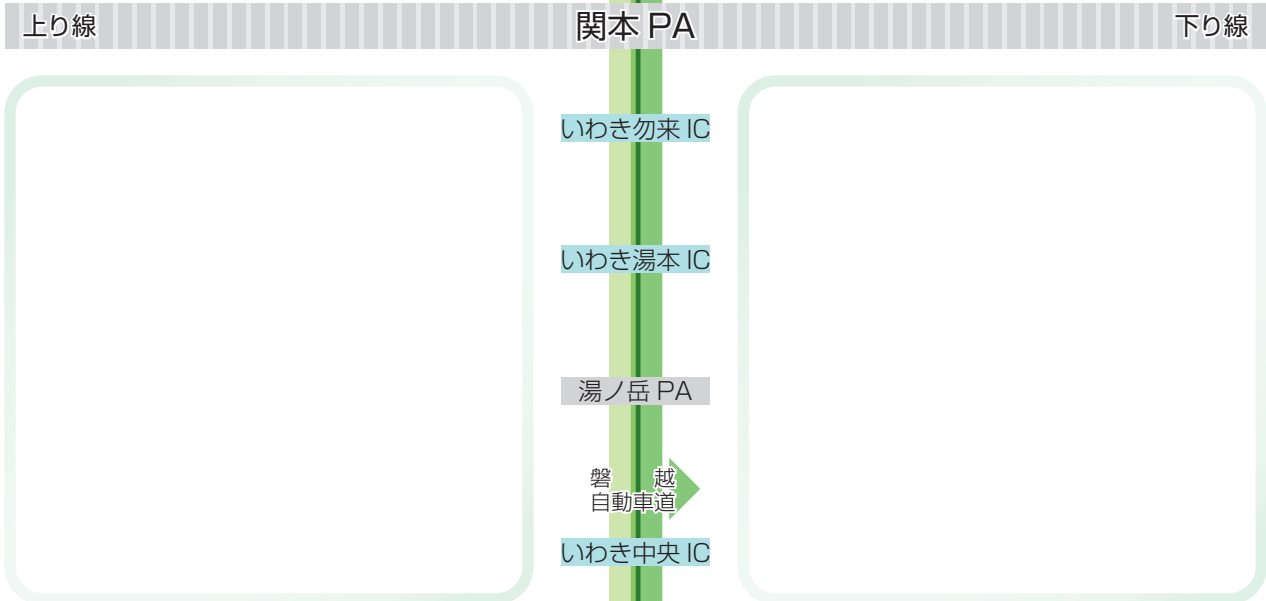 上り線 関本 PA 下り線
いわき勿来 IC
いわき湯本 IC
湯ノ岳 PA
磐越
自動車道
いわき中央 IC